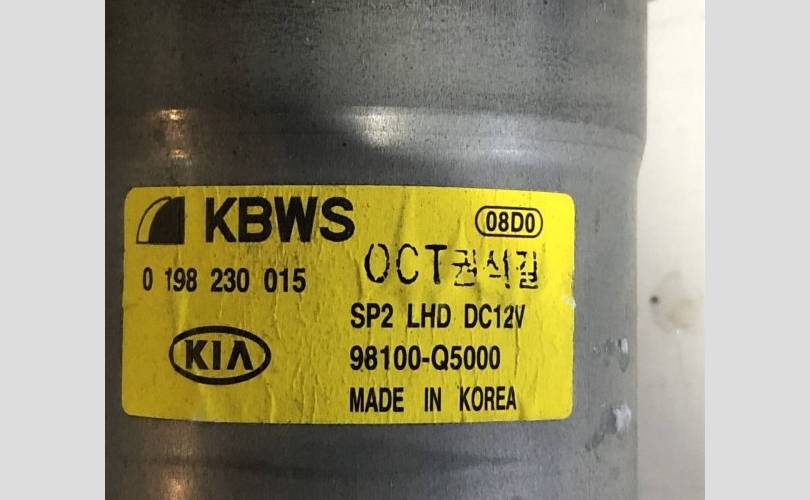 KBWS
08D0
0 198 230 015
OCT권석길
SP2 LHD DC12V
KIA
98100-Q5000
MADE IN KOREA